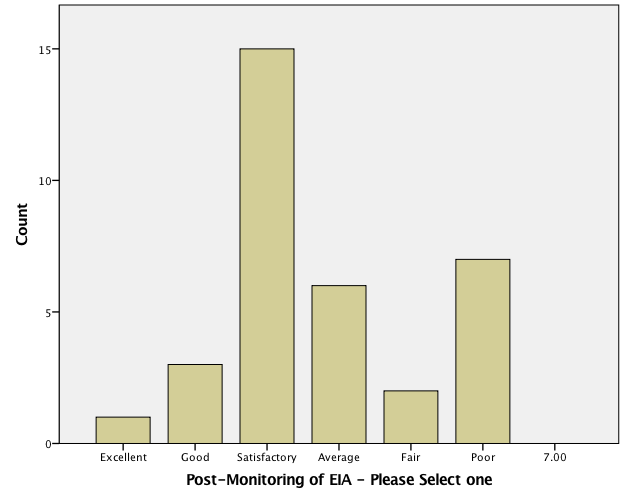 15
10
5
0
Count
Excellent Good Satisfactory Average Fair Poor 7.00
Post-Monitoring of EIA - Please Select one